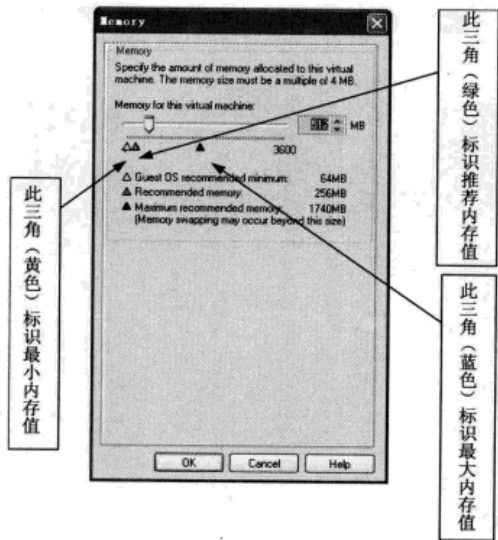 Memory
Memory
Specify the amount of memory allocated to this virtual
machine. The memory size must be a multiple of 4 MB.
Memory for this virtual machine:
512 MB
3600
Guest OS recommended minimum: 64MB
Recommended memory: 256MB
Maximum recommended memory: 1740MB
(Memory swapping may occur beyond this size)
OK Cancel Help
此三角（黄色）标识最小内存值
此三角（绿色）标识推荐内存值
此三角（蓝色）标识最大内存值